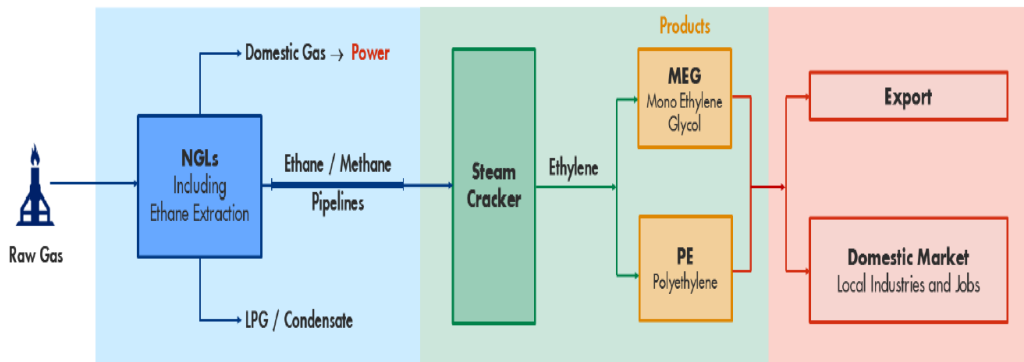 Raw Gas
Domestic Gas → Power
NGLs
Including
Ethane Extraction
LPG / Condensate
Ethane / Methane
Pipelines
Steam
Cracker
Ethylene
Products
MEG
Mono Ethylene
Glycol
PE
Polyethylene
Export
Domestic Market
Local Industries and Jobs